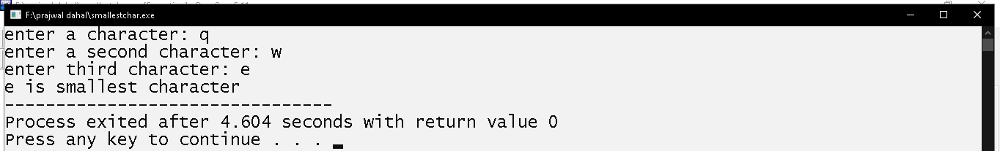 F:\prajwal dahal\smallestchar.exe
enter a character: q
enter a second character: w
enter third character: e
e is smallest character
--------------------------------
Process exited after 4.604 seconds with return value 0
Press any key to continue . . .